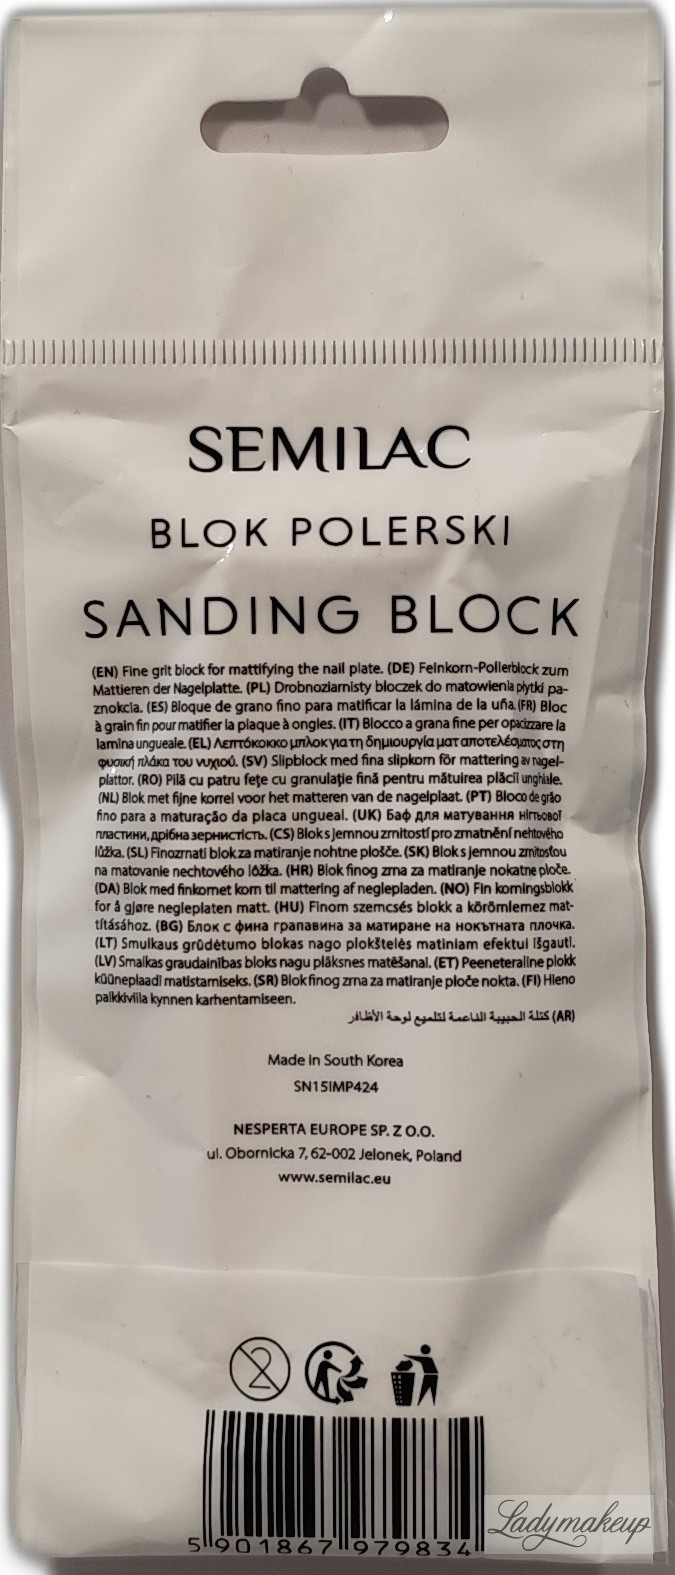 SEMILAC
BLOK POLERSKI
SANDING BLOCK
(EN) Fine grit block for mattifying the nail plate. (DE) Feinkorn-Polierblock zum
Mattieren der Nagelplatte. (PL) Drobnoziarnisty bloczek do matowienia płytki pa-
znokcia. (ES) Bloque de grano fino para matificar la lámina de la uña. (FR) Bloc
à grain fin pour matifier la plaque à ongles. (IT) Blocco a grana fine per opacizzare la
lamina ungueale. (EL) Λεπτόκοκκο μπλοκ για τη δημιουργία ματ αποτελέσματος στη
φυσική πλάκα του νυχιού. (SV) Slipblock med fina slipkorn för mattering av nagel-
plattor. (RO) Pilă cu patru fețe cu granulație fină pentru mătuirea plăcii unghiale.
(NL) Blok met fijne korrel voor het matteren van de nagelplaat. (PT) Bloco de grão
fino para a maturação da placa ungueal. (UK) Баф для матування нігтьової
пластини, дрібна зернистість. (CS) Blok s jemnou zrnitostí pro zmatnění nehtového
lůžka. (SL) Finozrnati blok za matiranje nohtne plošče. (SK) Blok s jemnou zrnitosťou
na matovanie nechtového lôžka. (HR) Blok finog zrna za matiranje nokatne ploče.
(DA) Blok med finkornet korn til mattering af neglepladen. (NO) Fin korningsblokk
for å gjøre negleplaten matt. (HU) Finom szemcsés blokk a körömlemez mat-
tításához. (BG) Блок с фина грапавина за матиране на нокътната плочка.
(LT) Smulkaus grūdėtumo blokas nago plokštelės matiniam efektui išgauti.
(LV) Smalkas graudainības bloks nagu plāksnes matēšanai. (ET) Peeneteraline plokk
küüneplaadi matistamiseks. (SR) Blok finog zrna za matiranje ploče nokta. (FI) Hieno
palkkiviila kynnen karhentamiseen.
(AR) كتلة الحبيبة الناعمة لتلميع لوحة الأظافر
Made in South Korea
SN15IMP424
NESPERTA EUROPE SP. Z O.O.
ul. Obornicka 7, 62-002 Jelonek, Poland
www.semilac.eu
2
5 901867 979834
Ladymakeup